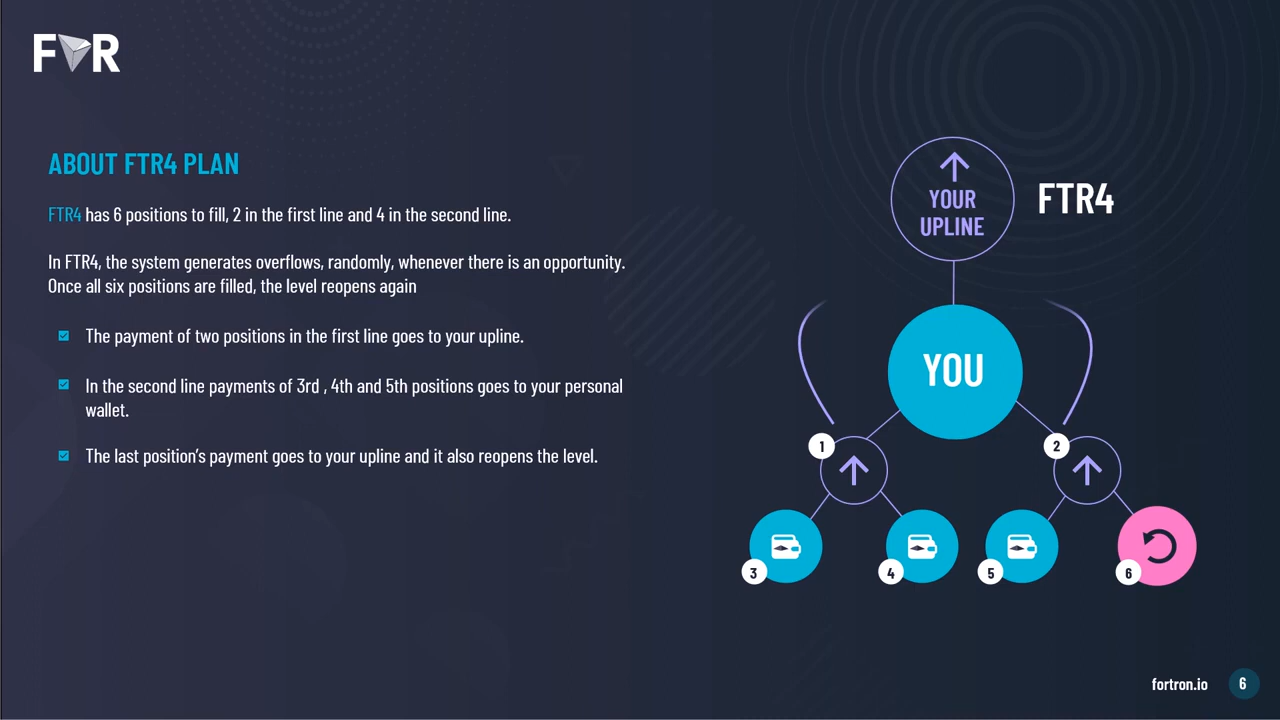 FTR
ABOUT FTR4 PLAN
FTR4 has 6 positions to fill, 2 in the first line and 4 in the second line.
In FTR4, the system generates overflows, randomly, whenever there is an opportunity.
Once all six positions are filled, the level reopens again
The payment of two positions in the first line goes to your upline.
In the second line payments of 3rd , 4th and 5th positions goes to your personal
wallet.
The last position's payment goes to your upline and it also reopens the level.
YOUR
UPLINE
FTR4
YOU
1
2
3
4
5
6
fortron.io
6